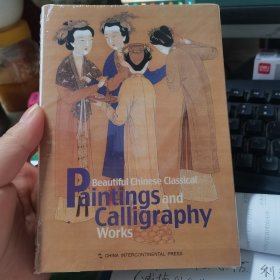 Beautiful Chinese Classical
Paintings and
Calligraphy
Works
CHINA INTERCONTINENTAL PRESS